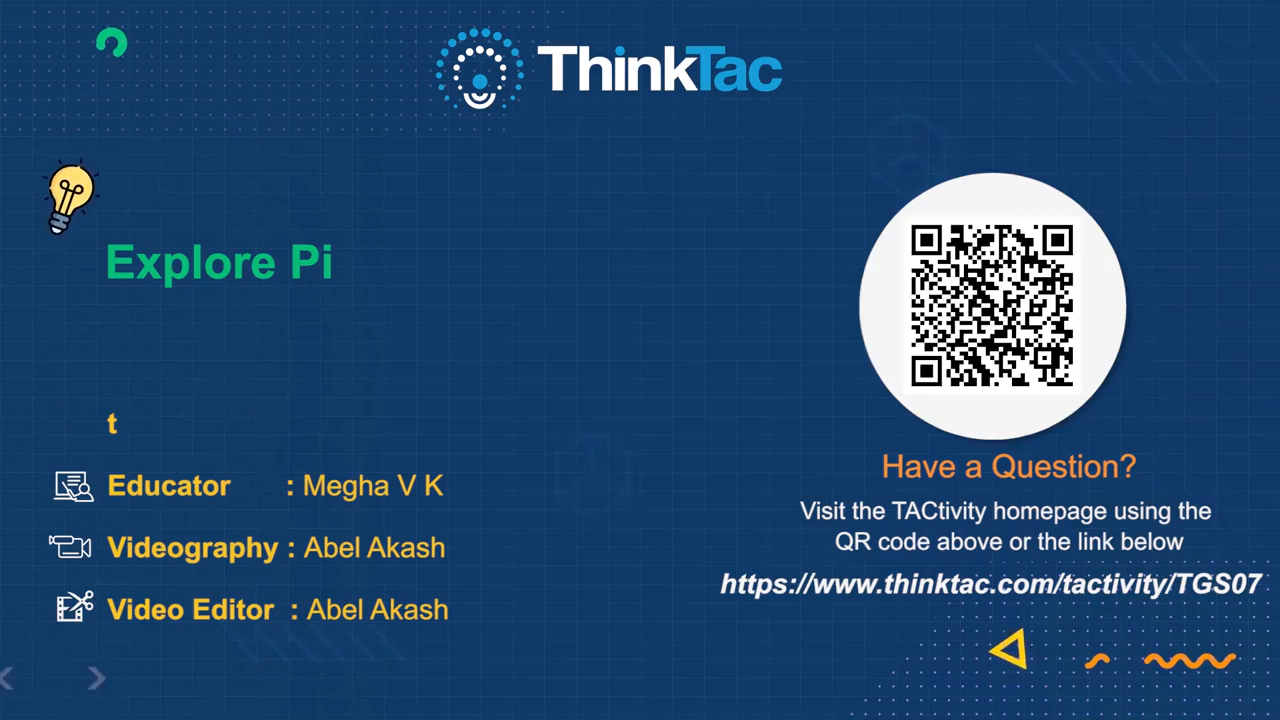 ThinkTac
Explore Pi
t
Educator : Megha V K
Videography : Abel Akash
Video Editor : Abel Akash
Have a Question?
Visit the TACtivity homepage using the
QR code above or the link below
https://www.thinktac.com/tactivity/TGS07